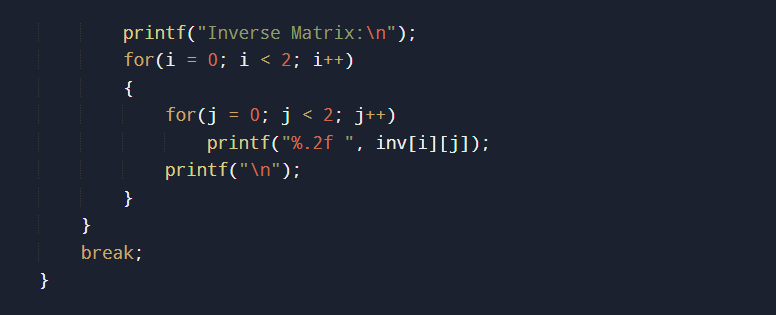 printf("Inverse Matrix:\n");
for(i = 0; i < 2; i++)
{
for(j = 0; j < 2; j++)
printf("%.2f ", inv[i][j]);
printf("\n");
}
}
break;
}